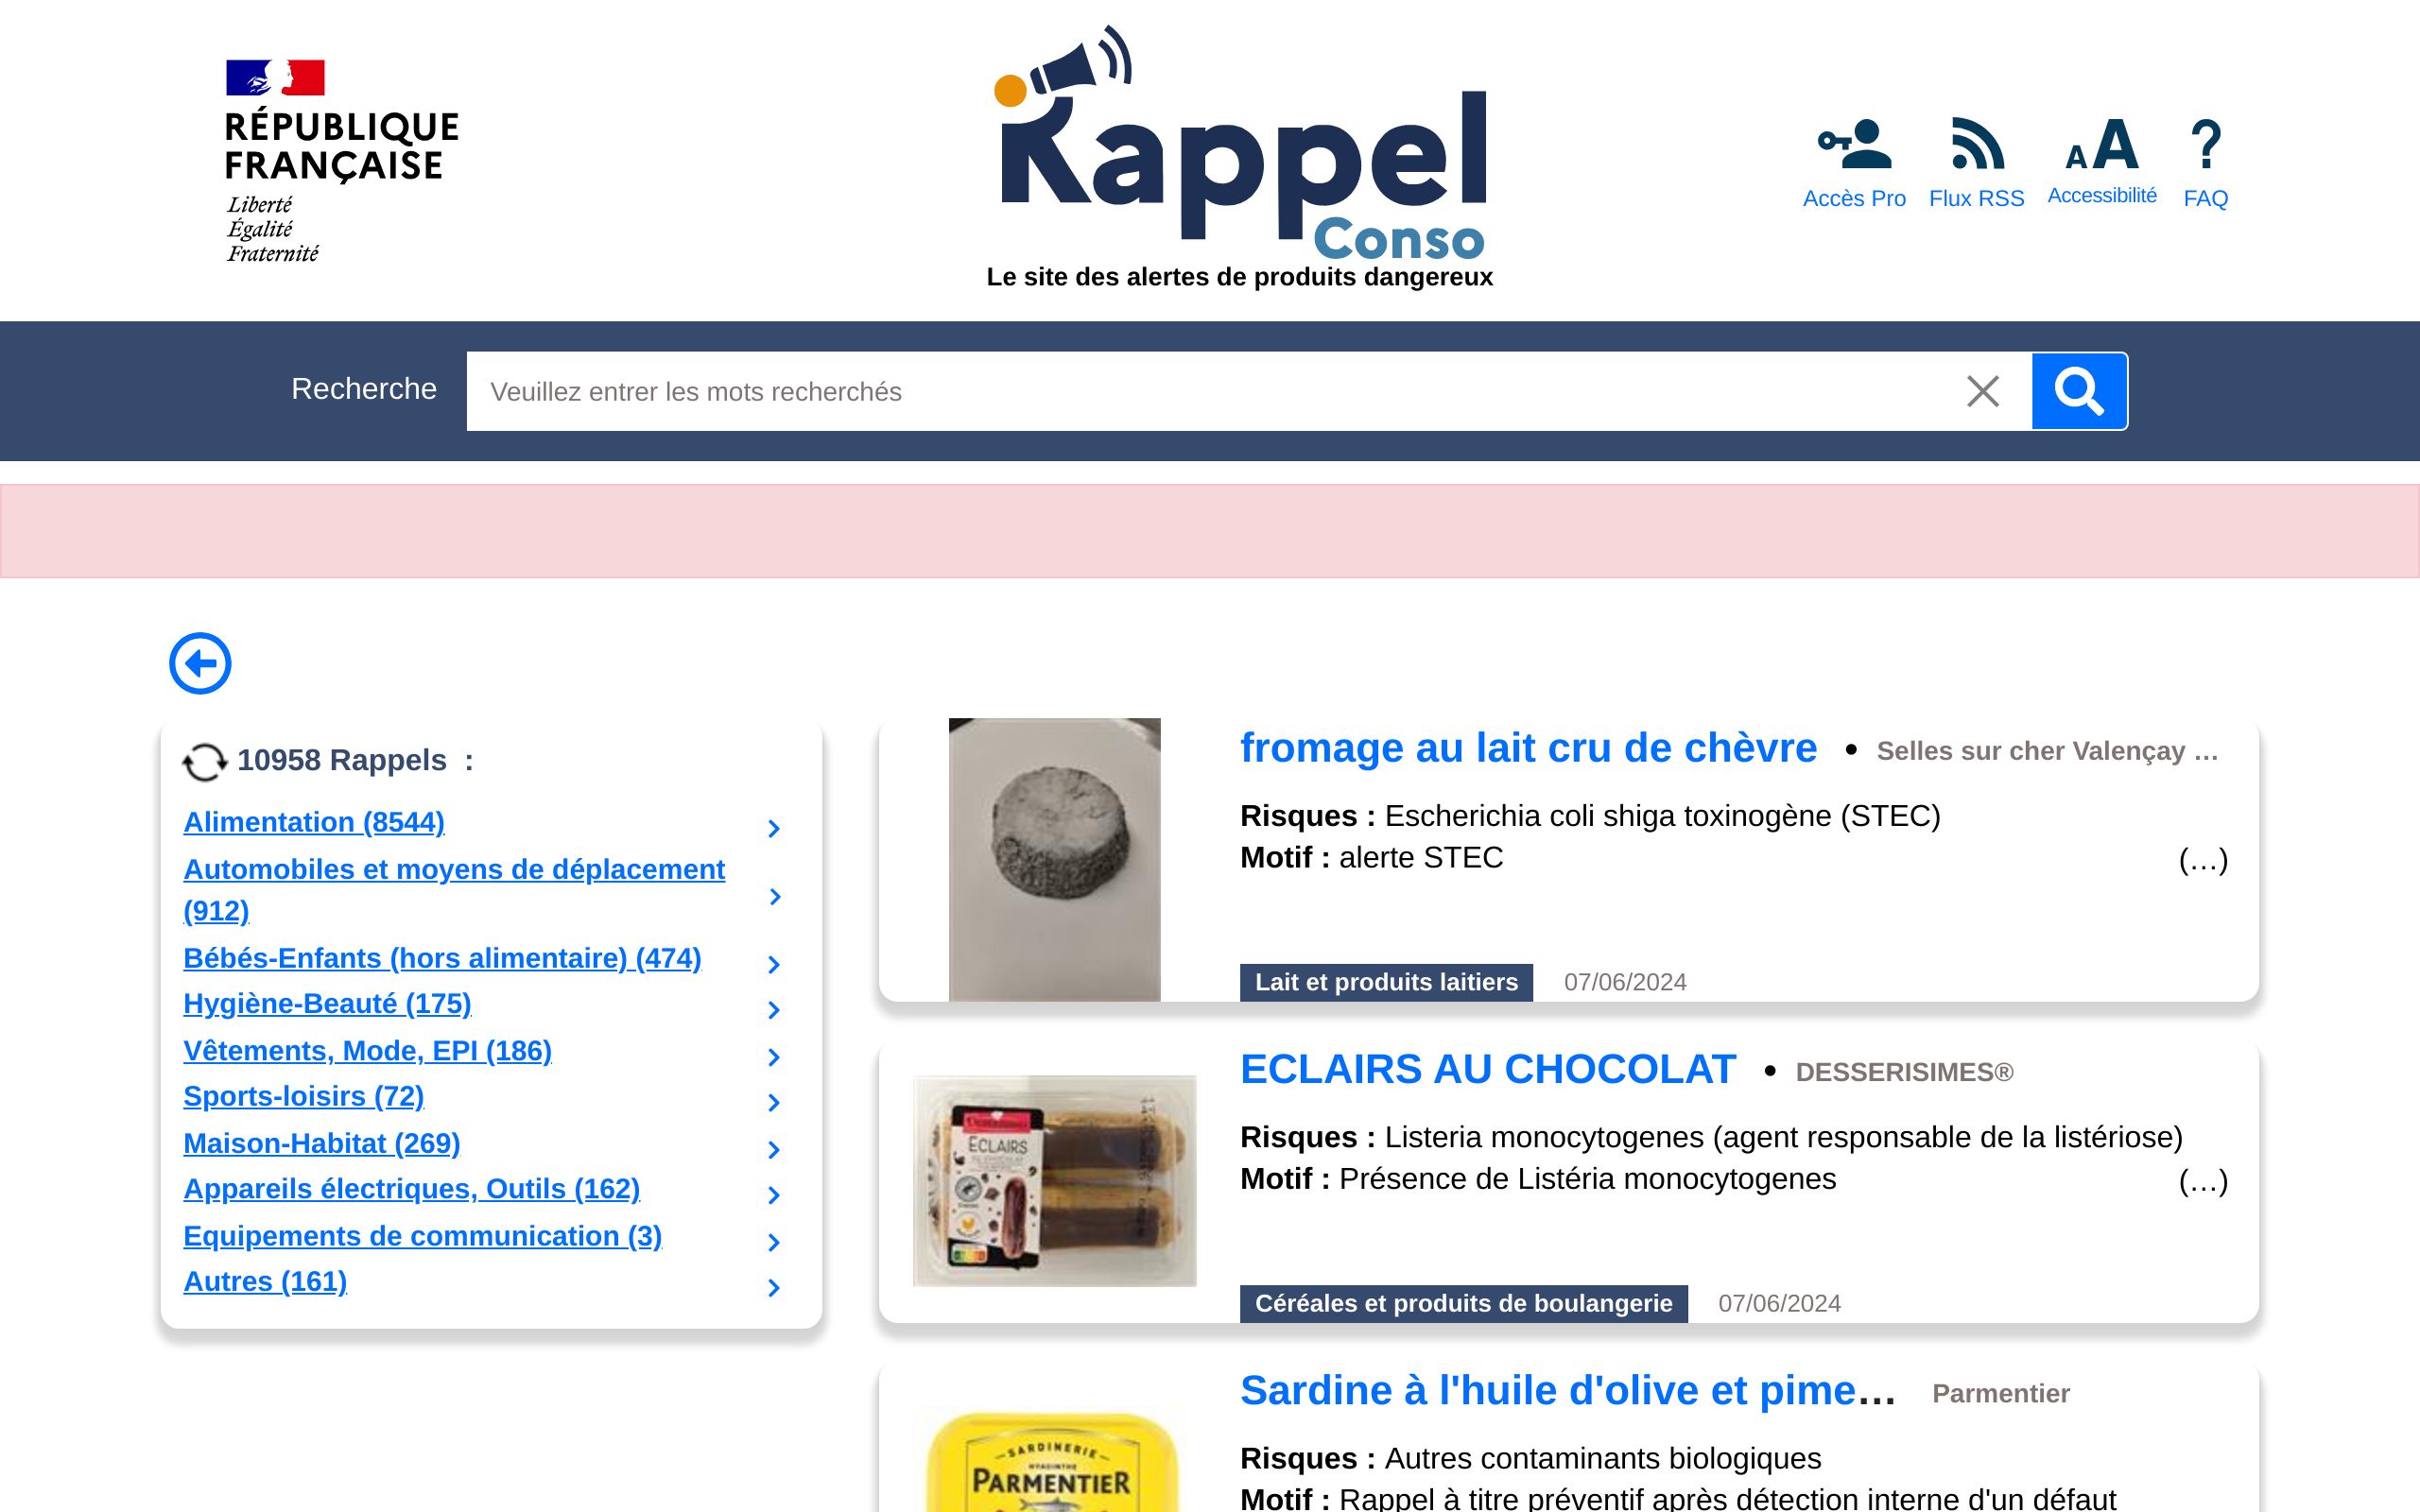 RÉPUBLIQUE
FRANÇAISE
Liberté
Égalité
Fraternité
Rappel
Conso
Le site des alertes de produits dangereux
Accès Pro
Flux RSS
AA
Accessibilité
?
FAQ
Recherche
Veuillez entrer les mots recherchés
10958 Rappels :
Alimentation (8544)
Automobiles et moyens de déplacement
(912)
Bébés-Enfants (hors alimentaire) (474)
Hygiène-Beauté (175)
Vêtements, Mode, EPI (186)
Sports-loisirs (72)
Maison-Habitat (269)
Appareils électriques, Outils (162)
Equipements de communication (3)
Autres (161)
fromage au lait cru de chèvre • Selles sur cher Valençay ...
Risques : Escherichia coli shiga toxinogène (STEC)
Motif : alerte STEC
(…)
Lait et produits laitiers 07/06/2024
ECLAIRS AU CHOCOLAT • DESSERISIMES®
Risques : Listeria monocytogenes (agent responsable de la listériose)
Motif : Présence de Listéria monocytogenes
(…)
ECLAIRS
Céréales et produits de boulangerie 07/06/2024
Sardine à l'huile d'olive et pime… Parmentier
Risques : Autres contaminants biologiques
Motif : Rappel à titre préventif après détection interne d'un défaut
SARDINERIE
HYACINTHE
PARMENTIER